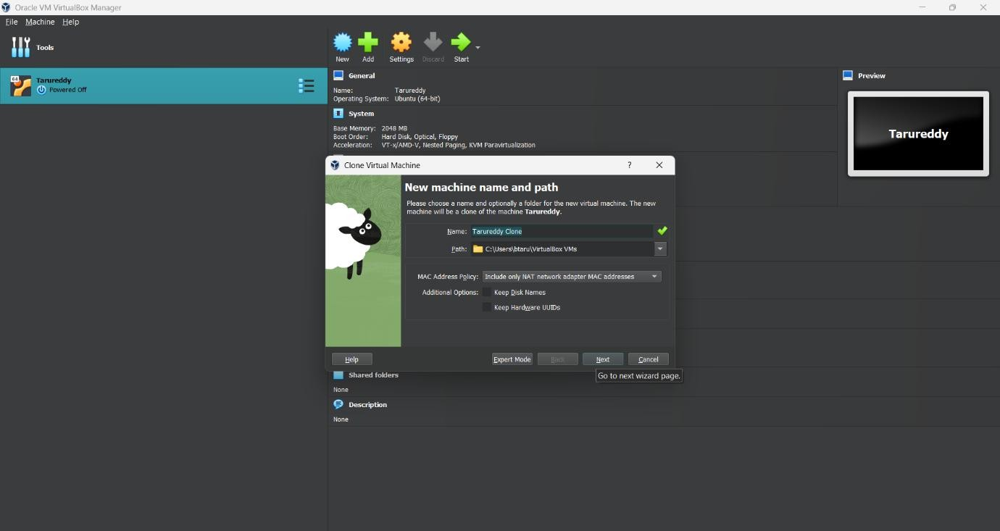 Oracle VM VirtualBox Manager
File Machine Help
Tools
New Add Settings Discard Start
64
Tarureddy
Powered Off
General
Name: Tarureddy
Operating System: Ubuntu (64-bit)
System
Base Memory: 2048 MB
Boot Order: Hard Disk, Optical, Floppy
Acceleration: VT-x/AMD-V, Nested Paging, KVM Paravirtualization
Preview
Tarureddy
Clone Virtual Machine ?
New machine name and path
Please choose a name and optionally a folder for the new virtual machine. The new
machine will be a clone of the machine Tarureddy.
Name: Tarureddy Clone
Path: C:\Users\btaru\VirtualBox VMs
MAC Address Policy: Include only NAT network adapter MAC addresses
Additional Options: Keep Disk Names
Keep Hardware UUIDs
Help Expert Mode Back Next Cancel
Go to next wizard page.
Shared folders
None
Description
None